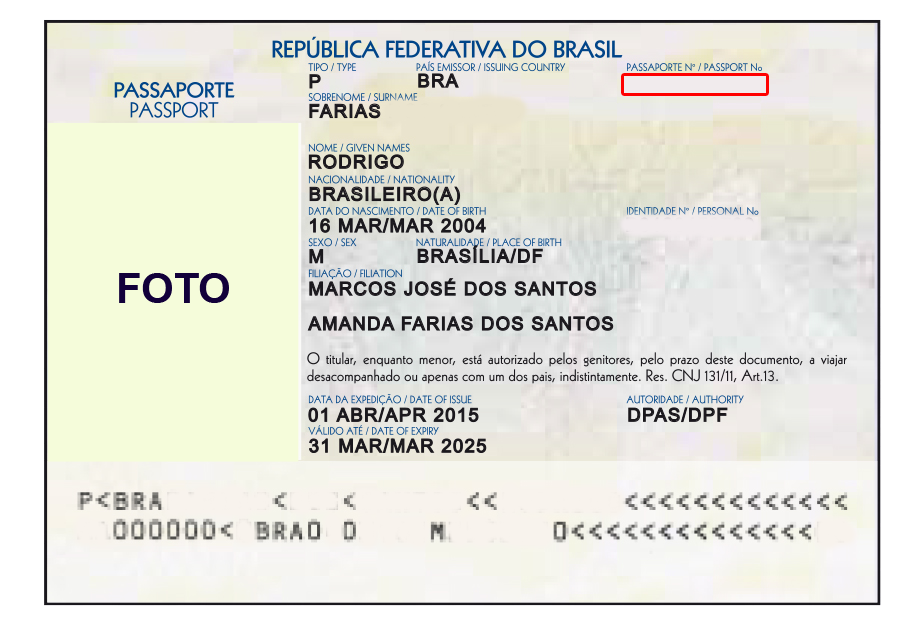 REPÚBLICA FEDERATIVA DO BRASIL
TIPO / TYPE PAÍS EMISSOR / ISSUING COUNTRY PASSAPORTE Nº / PASSPORT No
P BRA
PASSAPORTE
PASSPORT
SOBRENOME / SURNAME
FARIAS
NOME / GIVEN NAMES
RODRIGO
NACIONALIDADE / NATIONALITY
BRASILEIRO(A)
DATA DO NASCIMENTO / DATE OF BIRTH IDENTIDADE Nº / PERSONAL No
16 MAR/MAR 2004
SEXO / SEX NATURALIDADE / PLACE OF BIRTH
M BRASÍLIA/DF
FILIAÇÃO / FILIATION
MARCOS JOSÉ DOS SANTOS
AMANDA FARIAS DOS SANTOS
FOTO
O titular, enquanto menor, está autorizado pelos genitores, pelo prazo deste documento, a viajar
desacompanhado ou apenas com um dos pais, indistintamente. Res. CNJ 131/11, Art.13.
DATA DA EXPEDIÇÃO / DATE OF ISSUE AUTORIDADE / AUTHORITY
01 ABR/APR 2015 DPAS/DPF
VÁLIDO ATÉ / DATE OF EXPIRY
31 MAR/MAR 2025
P<BRA < < << <<<<<<<<<<<<<
000000< BRA0 0 M 0<<<<<<<<<<<<<<